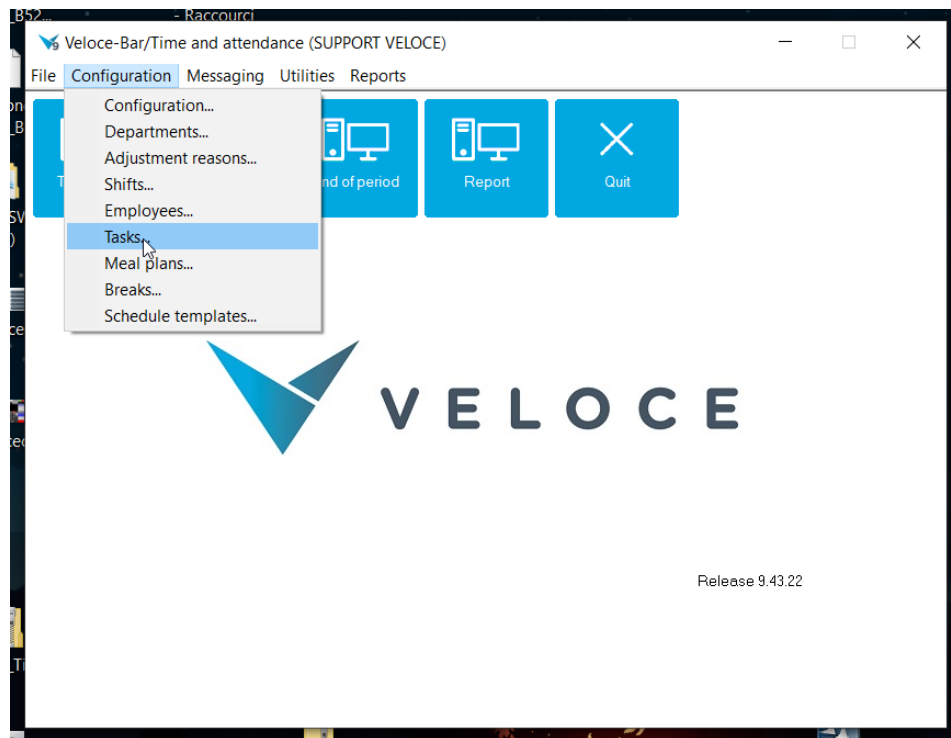 - Raccourci
Veloce-Bar/Time and attendance (SUPPORT VELOCE)
File Configuration Messaging Utilities Reports
Configuration...
Departments...
Adjustment reasons...
Shifts...
Employees...
Tasks...
Meal plans...
Breaks...
Schedule templates...
nd of period
Report
Quit
VELOCE
Release 9.43.22